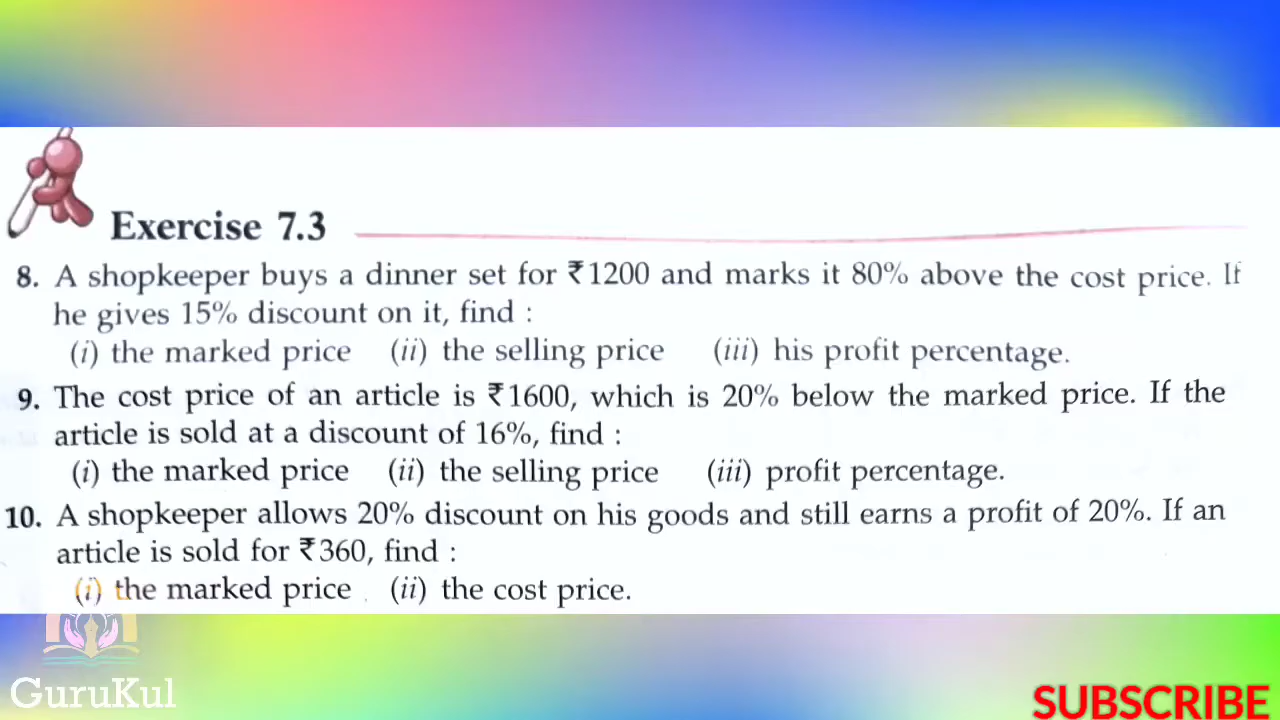 Exercise 7.3
8. A shopkeeper buys a dinner set for ₹1200 and marks it 80% above the cost price. If
he gives 15% discount on it, find :
(i) the marked price (ii) the selling price (iii) his profit percentage.
9. The cost price of an article is ₹1600, which is 20% below the marked price. If the
article is sold at a discount of 16%, find :
(i) the marked price (ii) the selling price (iii) profit percentage.
10. A shopkeeper allows 20% discount on his goods and still earns a profit of 20%. If an
article is sold for ₹360, find :
(i) the marked price (ii) the cost price.
GuruKul
SUBSCRIBE